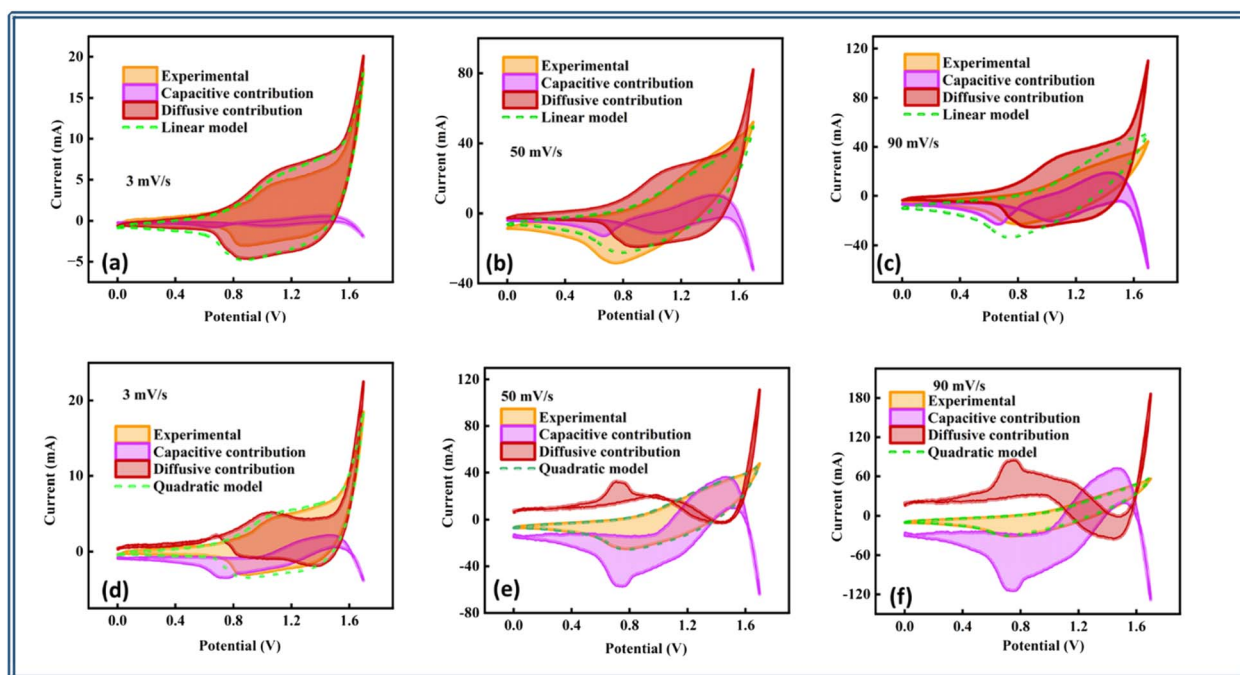 20
15
10
5
0
−5
Current (mA)
Experimental
Capacitive contribution
Diffusive contribution
Linear model
3 mV/s
(a)
0.0 0.4 0.8 1.2 1.6
Potential (V)
80
40
0
−40
Current (mA)
Experimental
Capacitive contribution
Diffusive contribution
Linear model
50 mV/s
(b)
0.0 0.4 0.8 1.2 1.6
Potential (V)
120
80
40
0
−40
Current (mA)
Experimental
Capacitive contribution
Diffusive contribution
Linear model
90 mV/s
(c)
0.0 0.4 0.8 1.2 1.6
Potential (V)
20
10
0
Current (mA)
3 mV/s
Experimental
Capacitive contribution
Diffusive contribution
Quadratic model
(d)
0.0 0.4 0.8 1.2 1.6
Potential (V)
120
80
40
0
-40
-80
Current (mA)
50 mV/s
Experimental
Capacitive contribution
Diffusive contribution
Quadratic model
(e)
0.0 0.4 0.8 1.2 1.6
Potential (V)
180
120
60
0
-60
-120
Current (mA)
90 mV/s
Experimental
Capacitive contribution
Diffusive contribution
Quadratic model
(f)
0.0 0.4 0.8 1.2 1.6
Potential (V)